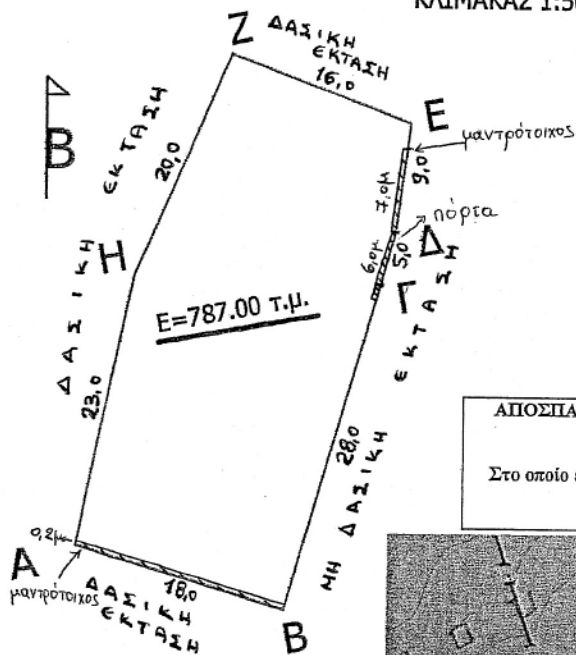 ΚΛΙΜΑΚΑΣ
Ζ
ΔΑΣΙΚΗ
ΕΚΤΑΣΗ
16,0
Ε
μαντρότοιχος
9,0
7,0μ
πόρτα
Δ
5,0
6,0μ
Γ
Β
ΔΑΣΙΚΗ ΕΚΤΑΣΗ
20,0
Η
23,0
Ε=787.00 τ.μ.
28,0
ΜΗ ΔΑΣΙΚΗ ΕΚΤΑΣΗ
ΑΠΟΣΠΑ
Στο οποίο
0,2μ
Α
μαντρότοιχος
ΔΑΣΙΚΗ
ΕΚΤΑΣΗ
18,0
Β